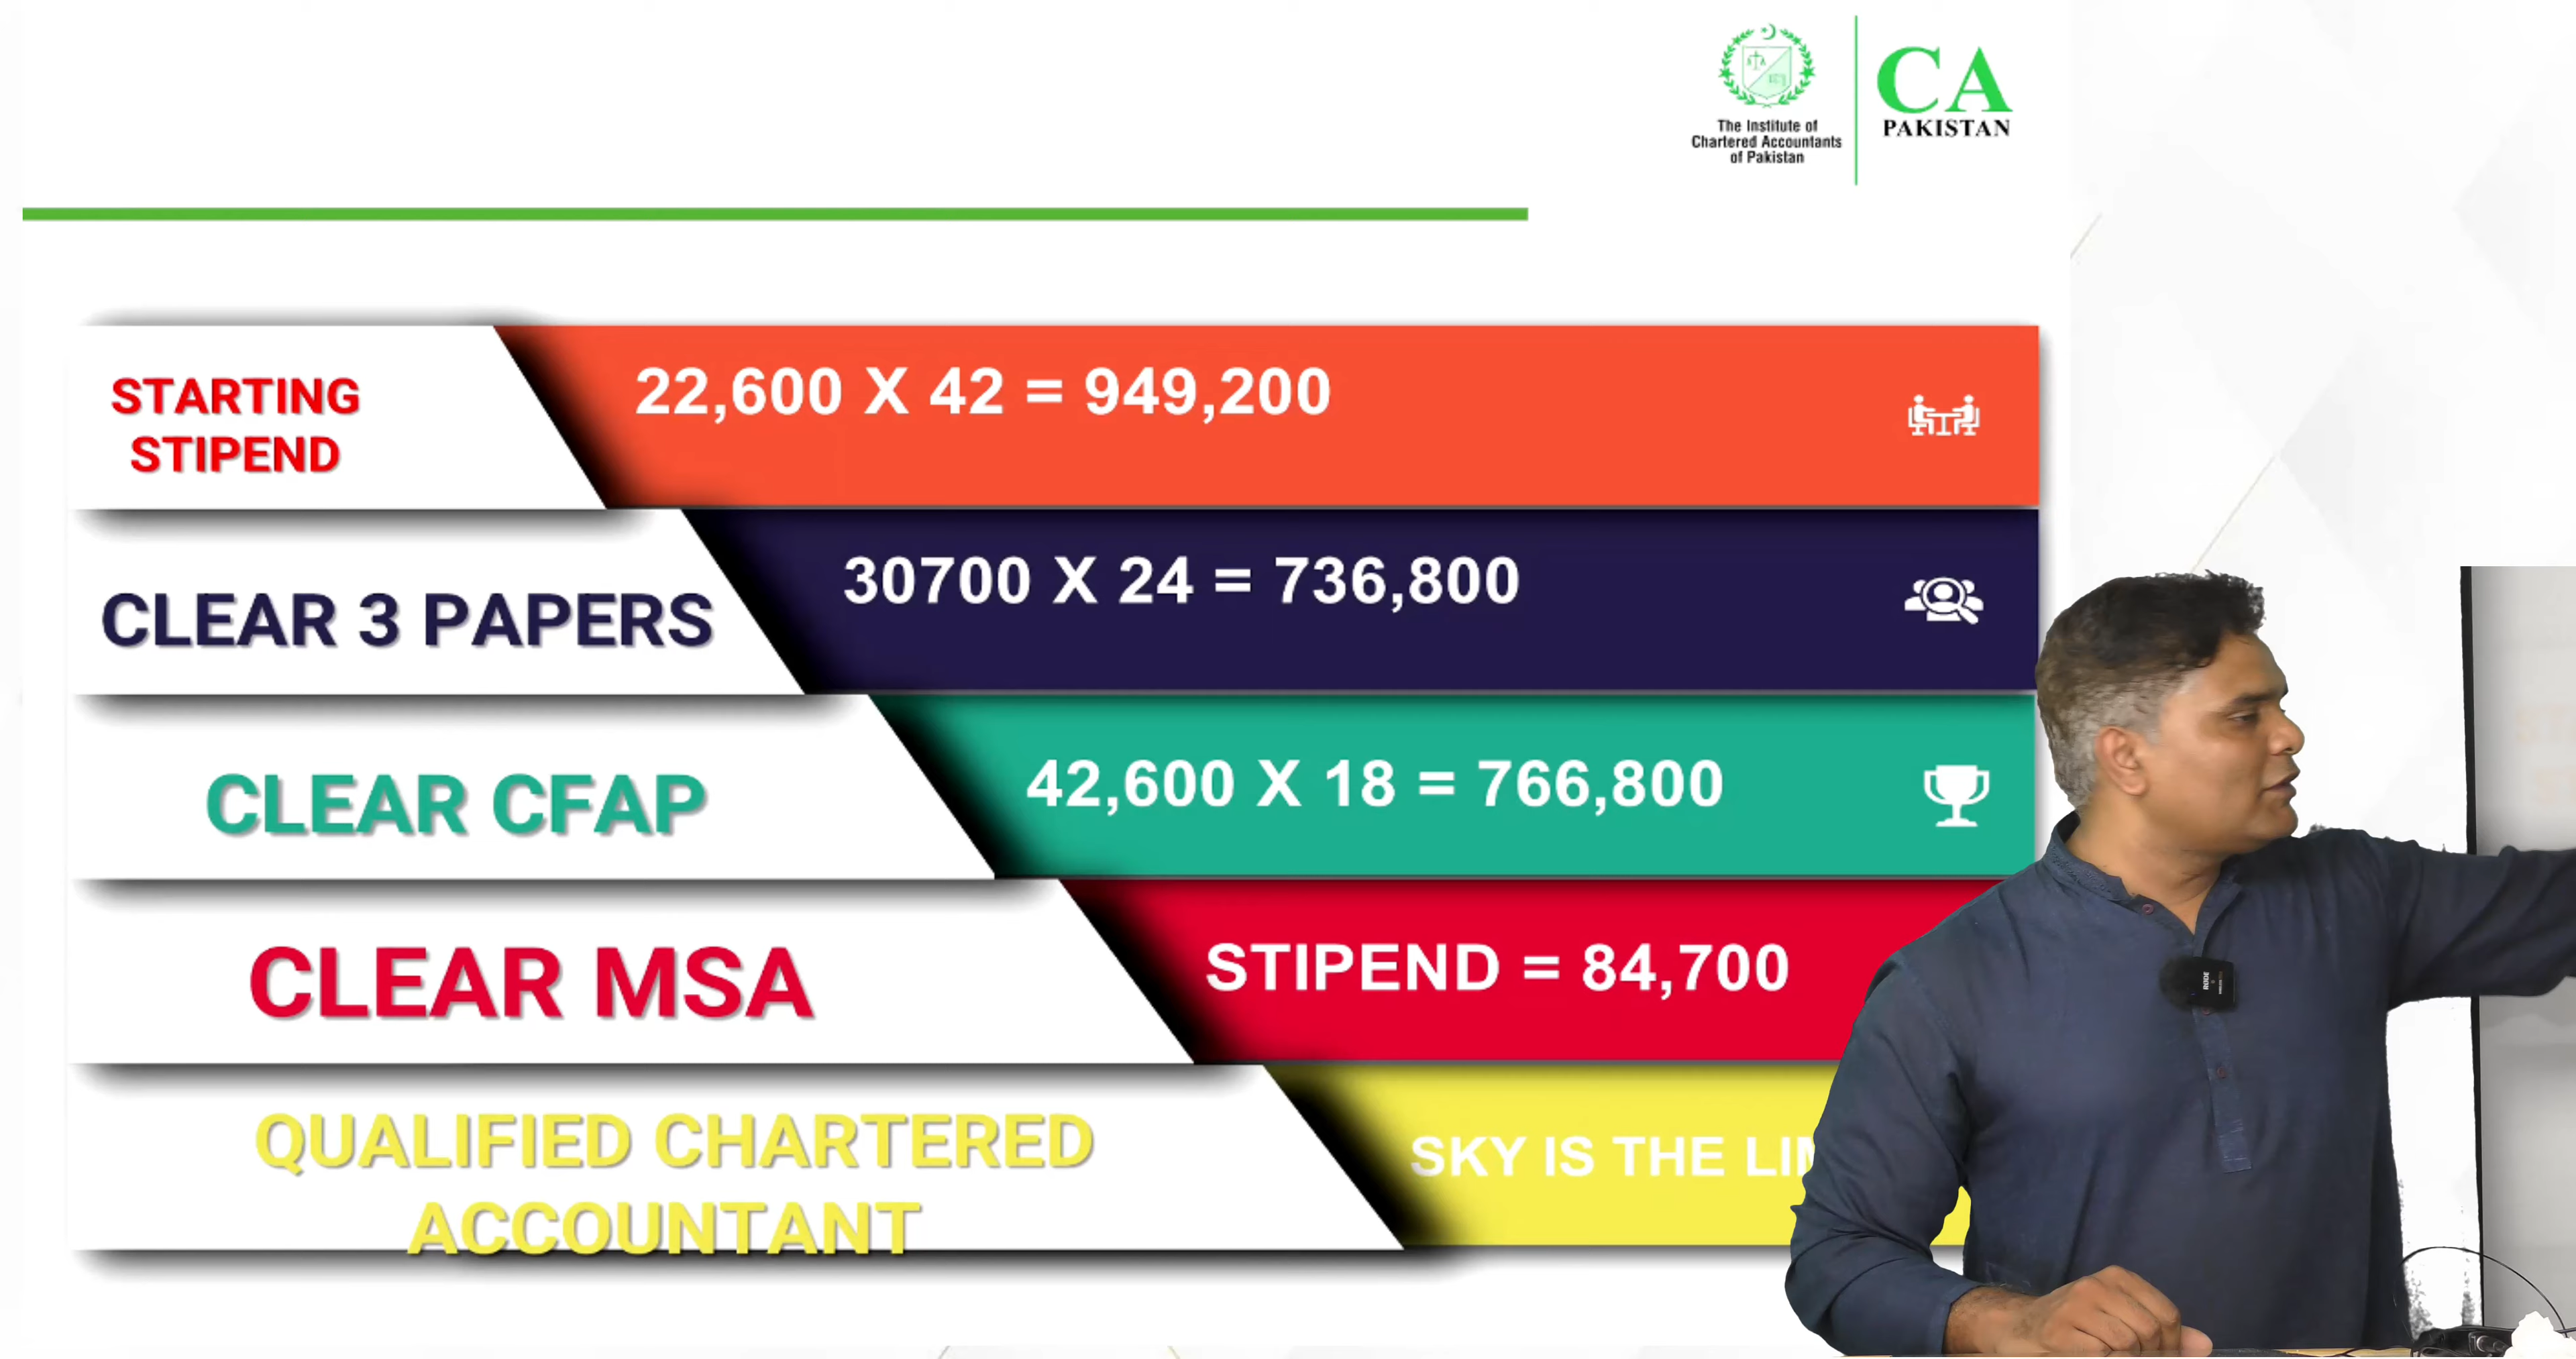 The Institute of
Chartered Accountants
of Pakistan
CA
PAKISTAN
STARTING
STIPEND
22,600 X 42 = 949,200
CLEAR 3 PAPERS
30700 X 24 = 736,800
CLEAR CFAP
42,600 X 18 = 766,800
CLEAR MSA
STIPEND = 84,700
QUALIFIED CHARTERED
ACCOUNTANT
SKY IS THE LIM
RODE